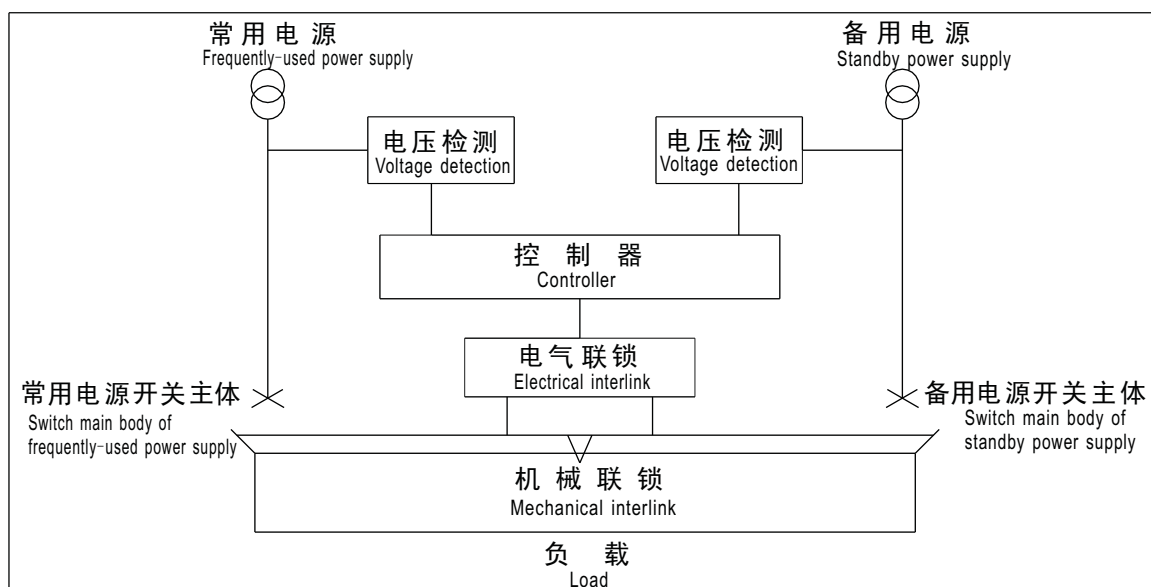 常用电源
Frequently-used power supply
备用电源
Standby power supply
电压检测
Voltage detection
电压检测
Voltage detection
控制器
Controller
电气联锁
Electrical interlink
常用电源开关主体
Switch main body of
frequently-used power supply
备用电源开关主体
Switch main body of
standby power supply
机械联锁
Mechanical interlink
负载
Load